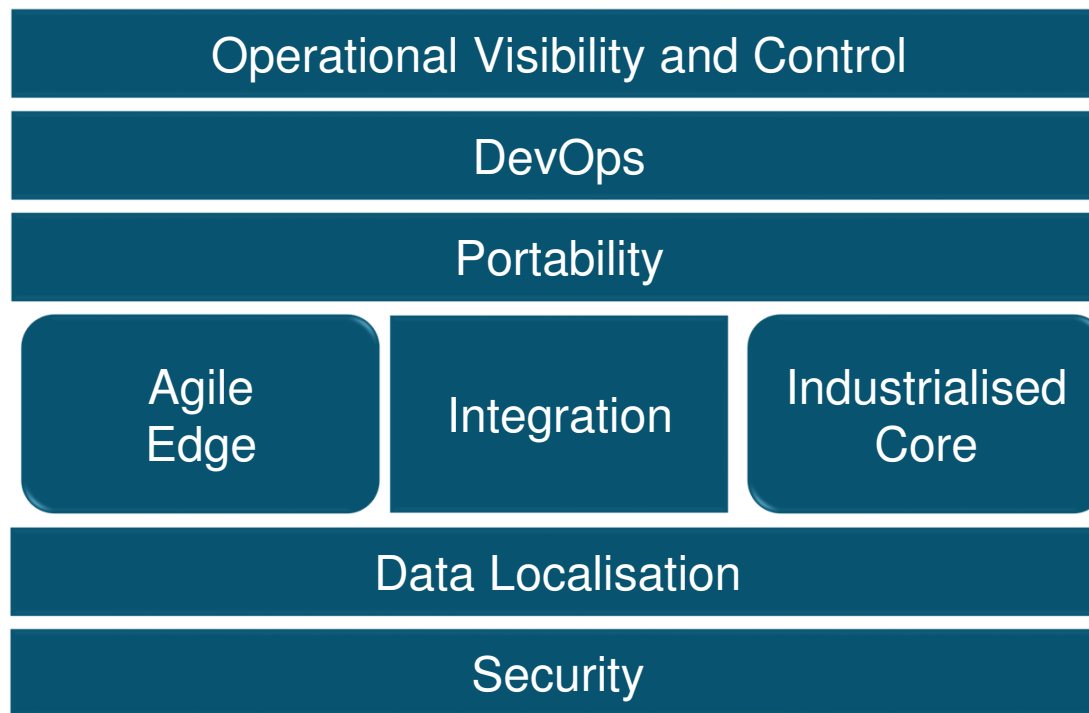 Operational Visibility and Control
DevOps
Portability
Agile
Edge
Integration
Industrialised
Core
Data Localisation
Security